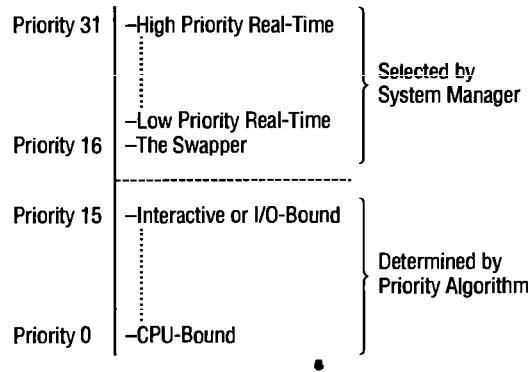 Priority 31 –High Priority Real-Time
Selected by
System Manager
–Low Priority Real-Time
Priority 16 –The Swapper
Priority 15 –Interactive or I/O-Bound
Determined by
Priority Algorithm
Priority 0 –CPU-Bound